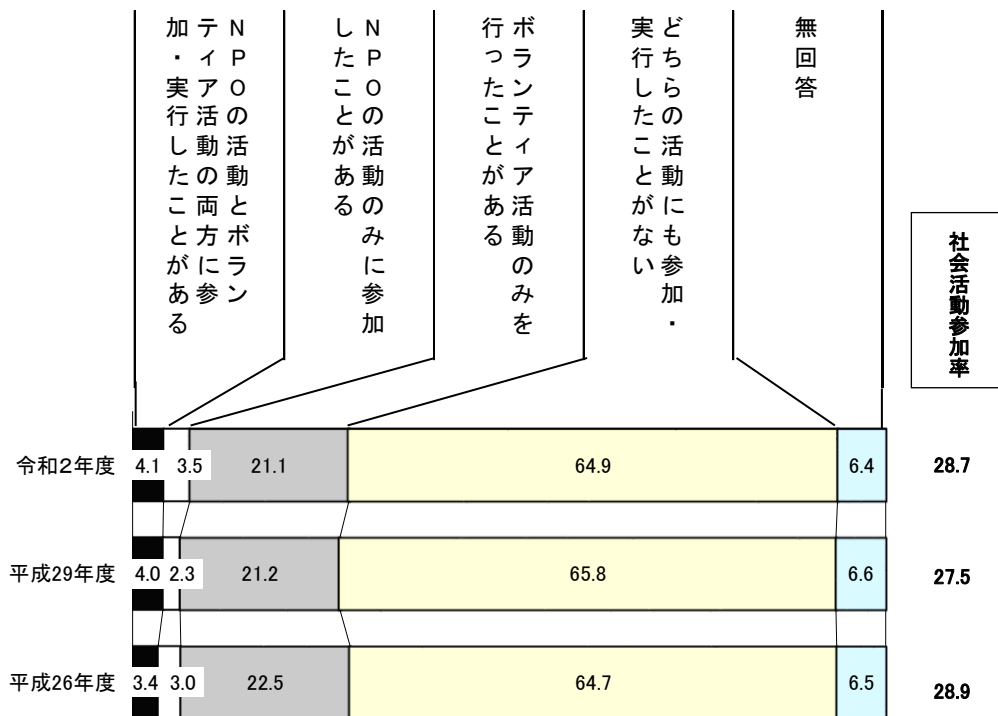 NPOの活動とボラン
ティア活動の両方に参
加・実行したことがある
NPOの活動のみに参加
したことがある
ボランティア活動のみを
行ったことがある
どちらの活動にも参加・
実行したことがない
無回答
社会活動参加率
令和2年度 4.1 3.5 21.1 64.9 6.4 28.7
平成29年度 4.0 2.3 21.2 65.8 6.6 27.5
平成26年度 3.4 3.0 22.5 64.7 6.5 28.9